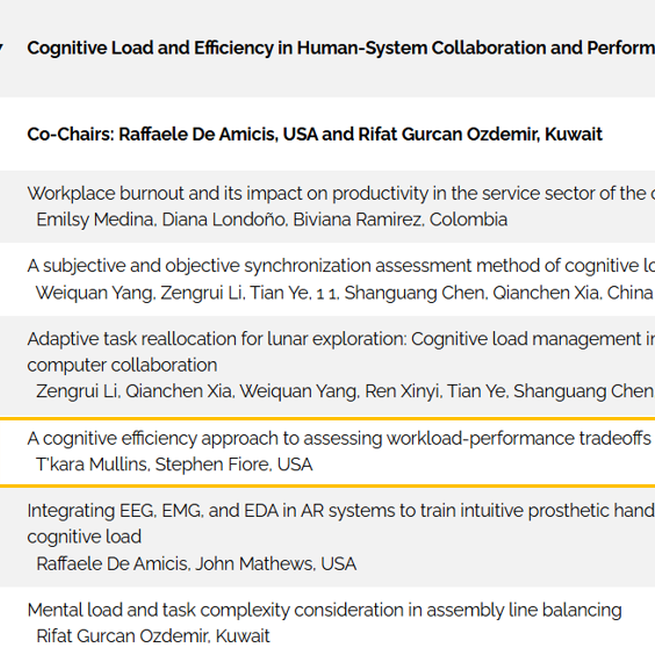 Cognitive Load and Efficiency in Human-System Collaboration and Perform
Co-Chairs: Raffaele De Amicis, USA and Rifat Gurcan Ozdemir, Kuwait
Workplace burnout and its impact on productivity in the service sector of the
Emilsy Medina, Diana Londoño, Biviana Ramirez, Colombia
A subjective and objective synchronization assessment method of cognitive lo
Weiquan Yang, Zengrui Li, Tian Ye, 1 1, Shanguang Chen, Qianchen Xia, China
Adaptive task reallocation for lunar exploration: Cognitive load management in
computer collaboration
Zengrui Li, Qianchen Xia, Weiquan Yang, Ren Xinyi, Tian Ye, Shanguang Chen
A cognitive efficiency approach to assessing workload-performance tradeoffs
T'kara Mullins, Stephen Fiore, USA
Integrating EEG, EMG, and EDA in AR systems to train intuitive prosthetic hand
cognitive load
Raffaele De Amicis, John Mathews, USA
Mental load and task complexity consideration in assembly line balancing
Rifat Gurcan Ozdemir, Kuwait